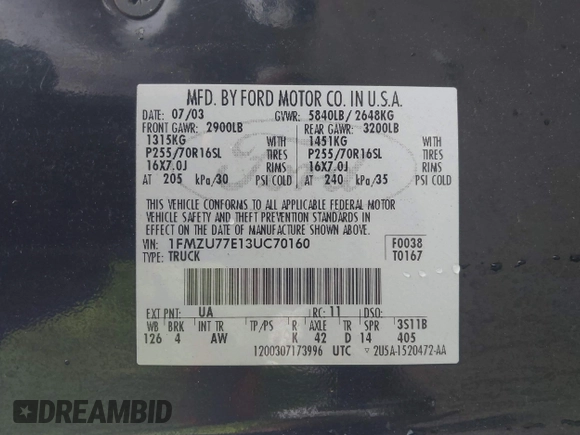 MFD. BY FORD MOTOR CO. IN U.S.A.
DATE: 07/03 GVWR: 5840LB/ 2648KG
FRONT GAWR: 2900LB REAR GAWR: 3200LB
1315KG WITH 1451KG WITH
P255/70R16SL TIRES P255/70R16SL TIRES
16X7.0J RIMS 16X7.0J RIMS
AT 205 kPa/30 PSI COLD AT 240 kPa/35 PSI COLD
Ford
THIS VEHICLE CONFORMS TO ALL APPLICABLE FEDERAL MOTOR
VEHICLE SAFETY AND THEFT PREVENTION STANDARDS IN
EFFECT ON THE DATE OF MANUFACTURE SHOWN ABOVE.
VIN: 1FMZU77E13UC70160 F0038
TYPE: TRUCK T0167
EXT PNT: UA RC: 11 DSO:
WB BRK INT TR TP/PS R AXLE TR SPR 3S11B
126 4 AW K 42 D 14 405
1200307173996 UTC ▽ 2U5A-1520472-AA
DREAMBID